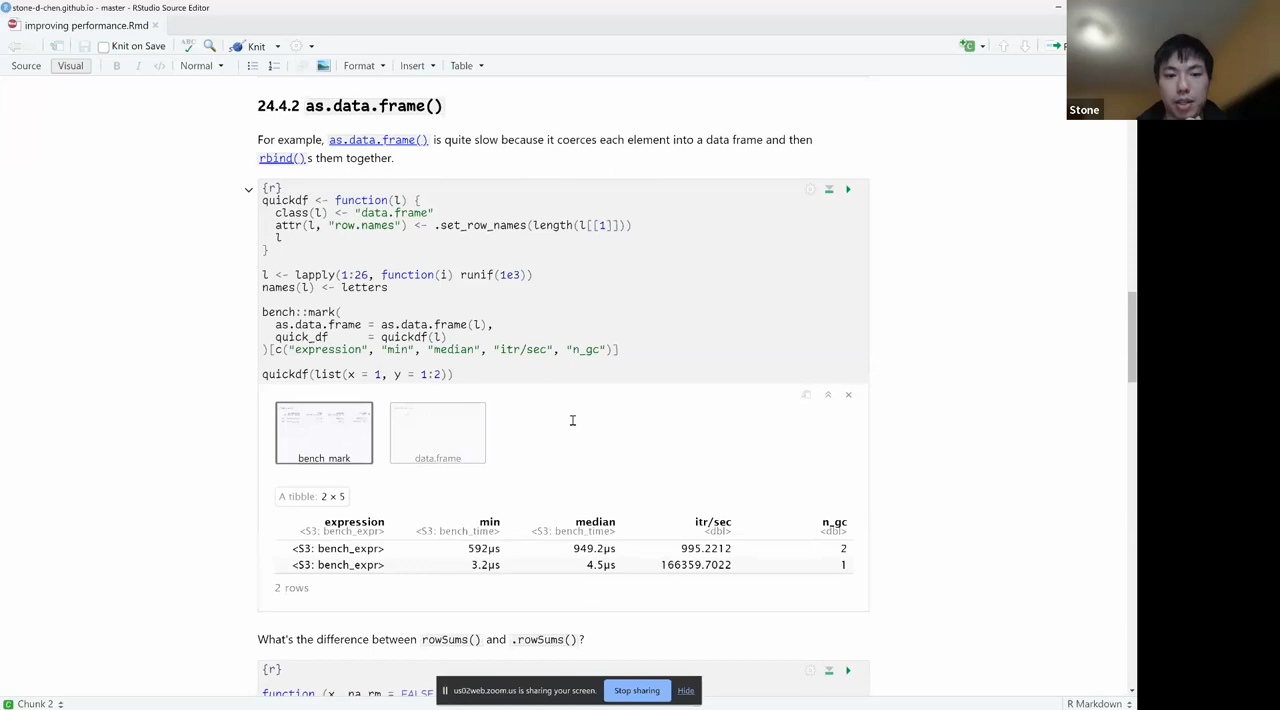 stone-d-chen.github.io - master - RStudio Source Editor
improving performance.Rmd
Knit on Save
ABC
Knit
Source
Visual
B
I
</>
Normal
Format
Insert
Table
Stone
24.4.2 as.data.frame()
For example, as.data.frame() is quite slow because it coerces each element into a data frame and then
rbind()s them together.
{r}
quickdf <- function(l) {
class(l) <- "data.frame"
attr(l, "row.names") <- .set_row_names(length(l[[1]]))
l
}
l <- lapply(1:26, function(i) runif(1e3))
names(l) <- letters
bench::mark(
as.data.frame = as.data.frame(l),
quick_df = quickdf(l)
)[c("expression", "min", "median", "itr/sec", "n_gc")]
quickdf(list(x = 1, y = 1:2))
bench_mark
data.frame
A tibble: 2 × 5
expression min median itr/sec n_gc
<S3: bench_expr> <S3: bench_time> <S3: bench_time> <dbl> <dbl>
<S3: bench_expr> 592µs 949.2µs 995.2212 2
<S3: bench_expr> 3.2µs 4.5µs 166359.7022 1
2 rows
What's the difference between rowSums() and .rowSums()?
{r}
function (x, na.rm = FALSE
us02web.zoom.us is sharing your screen.
Stop sharing
Hide
Chunk 2
R Markdown